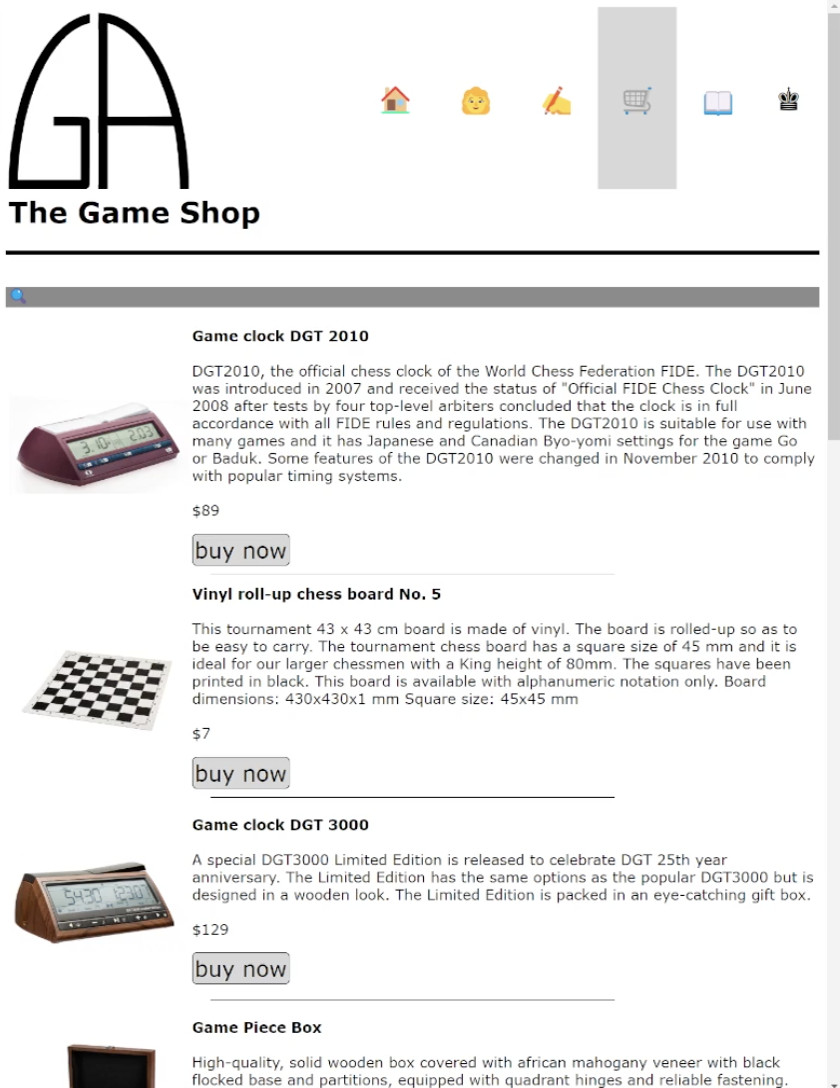 GA
The Game Shop
Game clock DGT 2010
DGT2010, the official chess clock of the World Chess Federation FIDE. The DGT2010
was introduced in 2007 and received the status of "Official FIDE Chess Clock" in June
2008 after tests by four top-level arbiters concluded that the clock is in full
accordance with all FIDE rules and regulations. The DGT2010 is suitable for use with
many games and it has Japanese and Canadian Byo-yomi settings for the game Go
or Baduk. Some features of the DGT2010 were changed in November 2010 to comply
with popular timing systems.
$89
buy now
Vinyl roll-up chess board No. 5
This tournament 43 x 43 cm board is made of vinyl. The board is rolled-up so as to
be easy to carry. The tournament chess board has a square size of 45 mm and it is
ideal for our larger chessmen with a King height of 80mm. The squares have been
printed in black. This board is available with alphanumeric notation only. Board
dimensions: 430x430x1 mm Square size: 45x45 mm
$7
buy now
Game clock DGT 3000
A special DGT3000 Limited Edition is released to celebrate DGT 25th year
anniversary. The Limited Edition has the same options as the popular DGT3000 but is
designed in a wooden look. The Limited Edition is packed in an eye-catching gift box.
$129
buy now
Game Piece Box
High-quality, solid wooden box covered with african mahogany veneer with black
flocked base and partitions, equipped with quadrant hinges and reliable fastening.